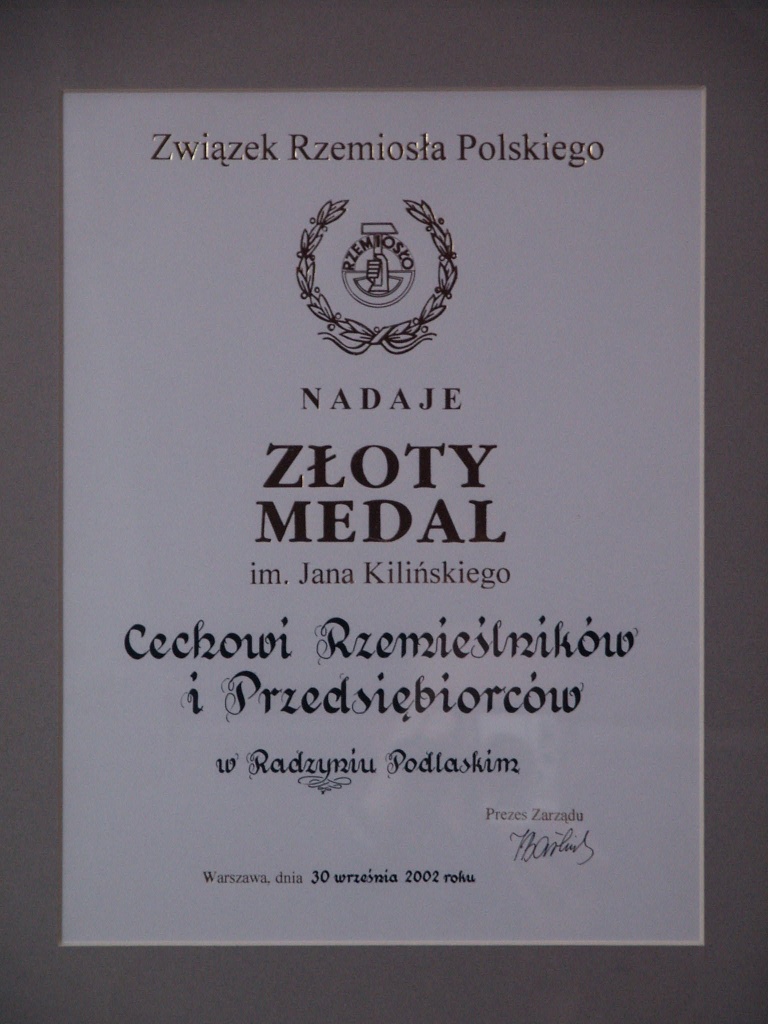 Związek Rzemiosła Polskiego
RZEMIOSŁO
NADAJE
ZŁOTY
MEDAL
im. Jana Kilińskiego
Cechowi Rzemieślników
i Przedsiębiorców
w Radzyniu Podlaskim
Prezes Zarządu
Warszawa, dnia 30 września 2002 roku